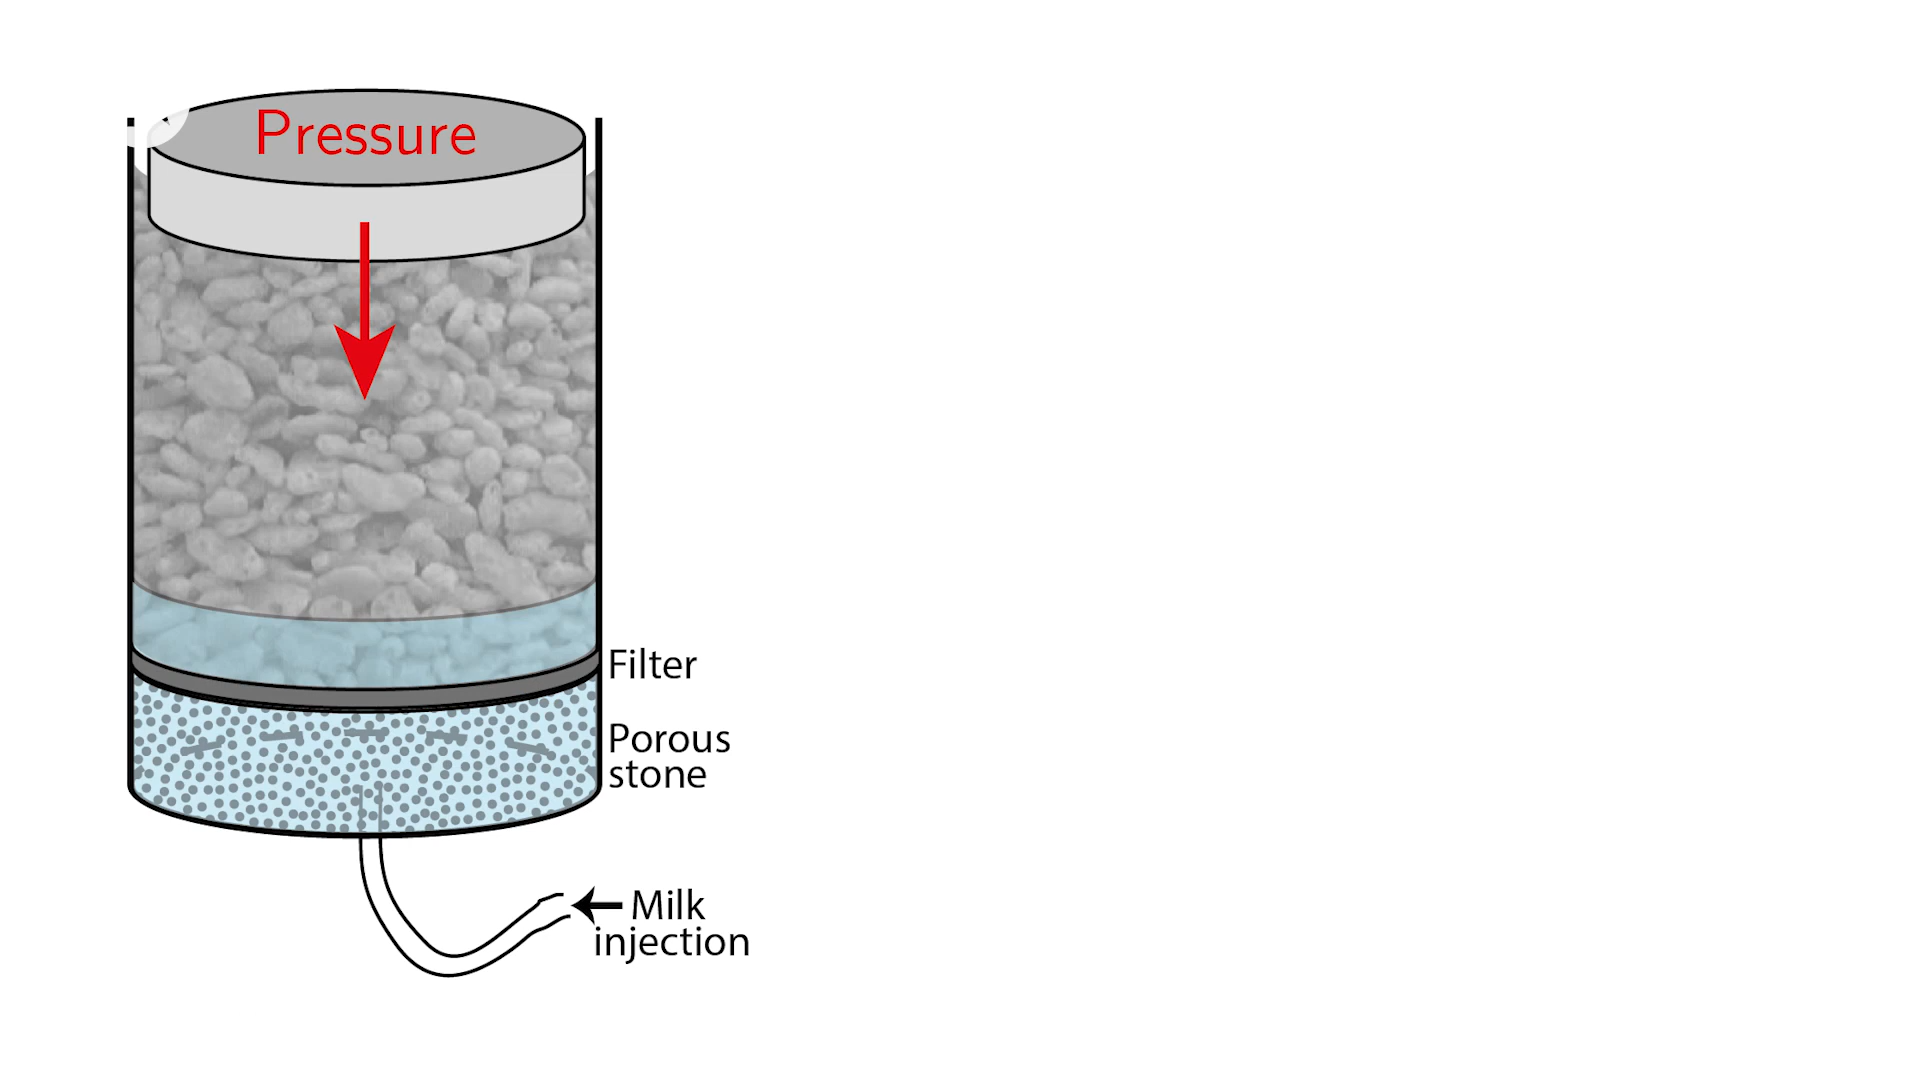 Pressure
Filter
Porous
stone
Milk
injection